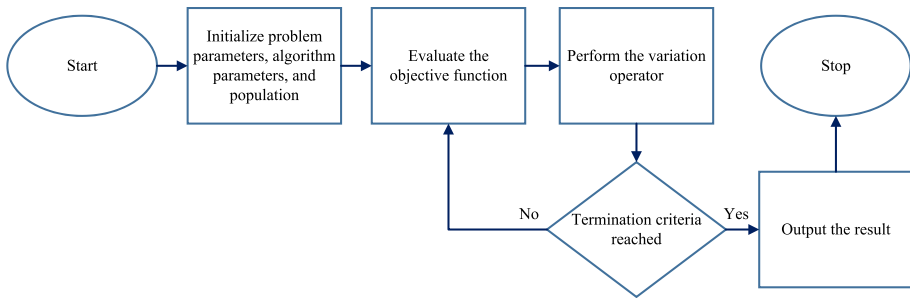 Start
Initialize problem
parameters, algorithm
parameters, and
population
Evaluate the
objective function
Perform the variation
operator
Stop
No
Termination criteria
reached
Yes
Output the result